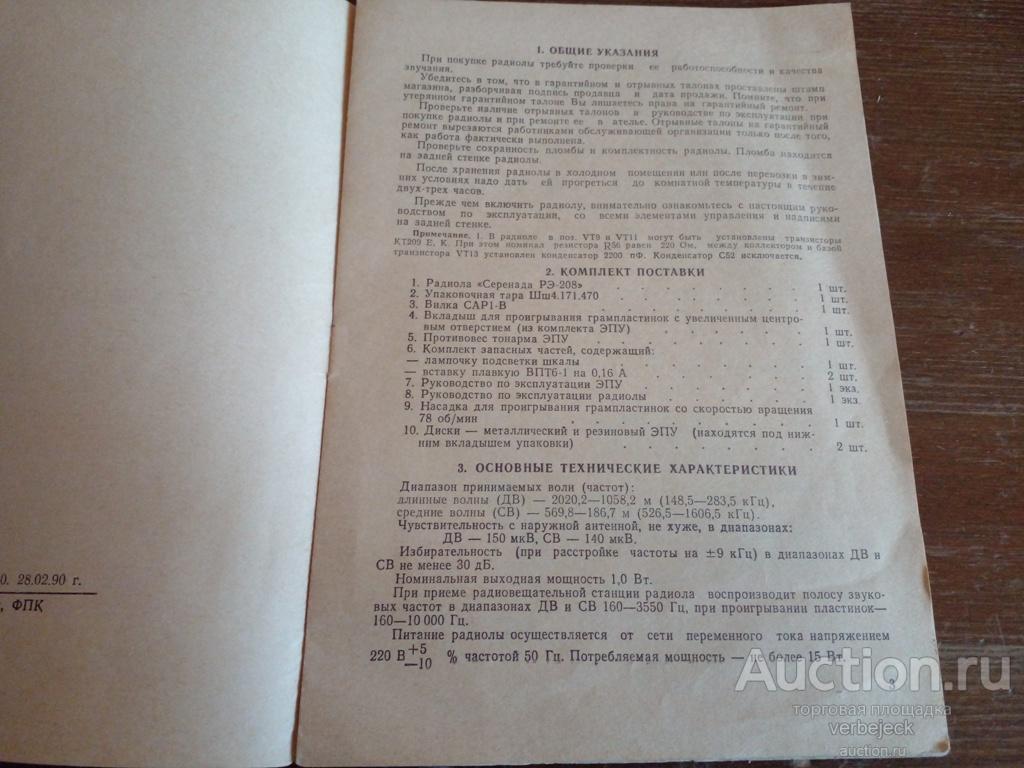 0. 28.02.90 г.
, ФПК
1. ОБЩИЕ УКАЗАНИЯ
При покупке радиолы требуйте проверки ее работоспособности и качества
звучания.
Убедитесь в том, что в гарантийном и отрывных талонах проставлены штамп
магазина, разборчивая подпись продавца и дата продажи. Помните, что при
утерянном гарантийном талоне Вы лишаетесь права на гарантийный ремонт.
Проверьте наличие отрывных талонов в руководстве по эксплуатации при
покупке радиолы и при ремонте ее в ателье. Отрывные талоны на гарантийный
ремонт вырезаются работниками обслуживающей организации только после того,
как работа фактически выполнена.
Проверьте сохранность пломбы и комплектность радиолы. Пломба находится
на задней стенке радиолы.
После хранения радиолы в холодном помещении или после перевозки в зим-
них условиях надо дать ей прогреться до комнатной температуры в течение
двух-трех часов.
Прежде чем включить радиолу, внимательно ознакомьтесь с настоящим руко-
водством по эксплуатации, со всеми элементами управления и надписями
на задней стенке.
Примечание. 1. В радиоле в поз. VT9 и VT11 могут быть установлены транзисторы
КТ209 Е, К. При этом номинал резистора R56 равен 220 Ом, между коллектором и базой
транзистора VT13 установлен конденсатор 2200 пФ. Конденсатор С52 исключается.
2. КОМПЛЕКТ ПОСТАВКИ
1. Радиола «Серенада РЭ-208» . . . . . . . 1 шт.
2. Упаковочная тара Шш4.171.470 . . . . . . . 1 шт.
3. Вилка САР1-В . . . . . . . 1 шт.
4. Вкладыш для проигрывания грампластинок с увеличенным центро-
вым отверстием (из комплекта ЭПУ) . . . . . . 1 шт.
5. Противовес тонарма ЭПУ . . . . . . . 1 шт.
6. Комплект запасных частей, содержащий:
— лампочку подсветки шкалы . . . . . . . 1 шт.
— вставку плавкую ВПТ6-1 на 0,16 А . . . . . . 2 шт.
7. Руководство по эксплуатации ЭПУ . . . . . . 1 экз.
8. Руководство по эксплуатации радиолы . . . . . 1 экз.
9. Насадка для проигрывания грампластинок со скоростью вращения
78 об/мин . . . . . . . 1 шт.
10. Диски — металлический и резиновый ЭПУ (находятся под ниж-
ним вкладышем упаковки) . . . . . . . 2 шт.
3. ОСНОВНЫЕ ТЕХНИЧЕСКИЕ ХАРАКТЕРИСТИКИ
Диапазон принимаемых волн (частот):
длинные волны (ДВ) — 2020,2—1058,2 м (148,5—283,5 кГц),
средние волны (СВ) — 569,8—186,7 м (526,5—1606,5 кГц).
Чувствительность с наружной антенной, не хуже, в диапазонах:
ДВ — 150 мкВ, СВ — 140 мкВ.
Избирательность (при расстройке частоты на ±9 кГц) в диапазонах ДВ и
СВ не менее 30 дБ.
Номинальная выходная мощность 1,0 Вт.
При приеме радиовещательной станции радиола воспроизводит полосу звуко-
вых частот в диапазонах ДВ и СВ 160—3550 Гц, при проигрывании пластинок—
160—10 000 Гц.
Питание радиолы осуществляется от сети переменного тока напряжением
220 В +5 —10 % частотой 50 Гц. Потребляемая мощность — не более 15 Вт.
3
Auction.ru
торговая площадка
verbejeck
auction.ru